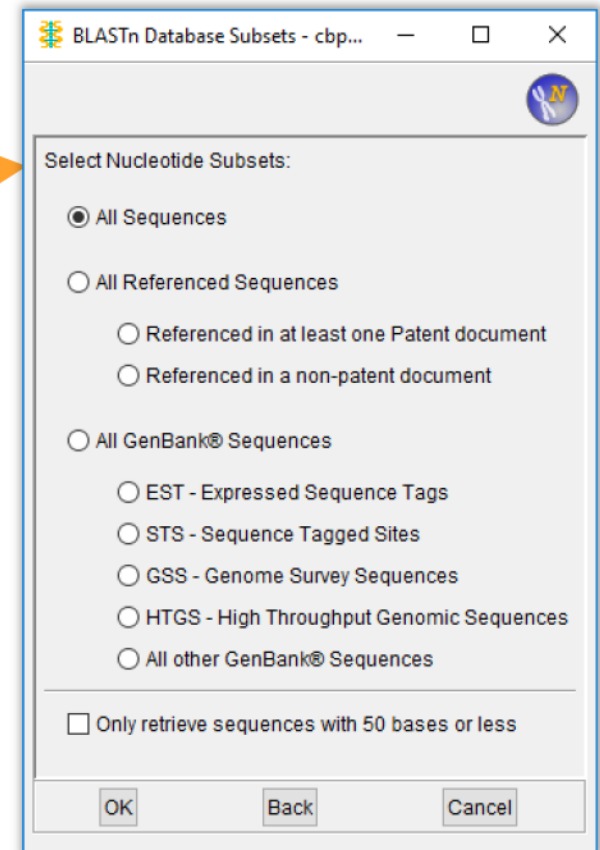 BLASTn Database Subsets - cbp...
N
Select Nucleotide Subsets:
All Sequences
All Referenced Sequences
Referenced in at least one Patent document
Referenced in a non-patent document
All GenBank® Sequences
EST - Expressed Sequence Tags
STS - Sequence Tagged Sites
GSS - Genome Survey Sequences
HTGS - High Throughput Genomic Sequences
All other GenBank® Sequences
Only retrieve sequences with 50 bases or less
OK Back Cancel